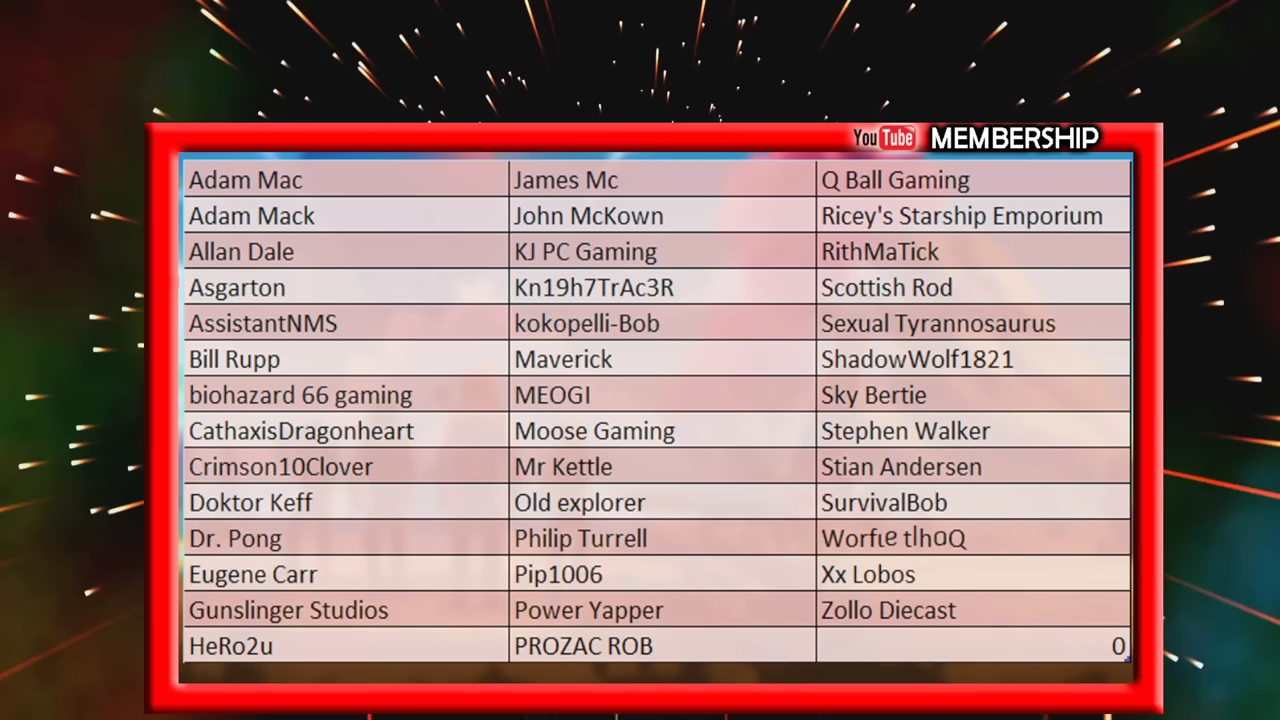 YouTube MEMBERSHIP
Adam Mac James Mc Q Ball Gaming
Adam Mack John McKown Ricey's Starship Emporium
Allan Dale KJ PC Gaming RithMaTick
Asgarton Kn19h7TrAc3R Scottish Rod
AssistantNMS kokopelli-Bob Sexual Tyrannosaurus
Bill Rupp Maverick ShadowWolf1821
biohazard 66 gaming MEOGI Sky Bertie
CathaxisDragonheart Moose Gaming Stephen Walker
Crimson10Clover Mr Kettle Stian Andersen
Doktor Keff Old explorer SurvivalBob
Dr. Pong Philip Turrell Worfιe tlhaQ
Eugene Carr Pip1006 Xx Lobos
Gunslinger Studios Power Yapper Zollo Diecast
HeRo2u PROZAC ROB 0